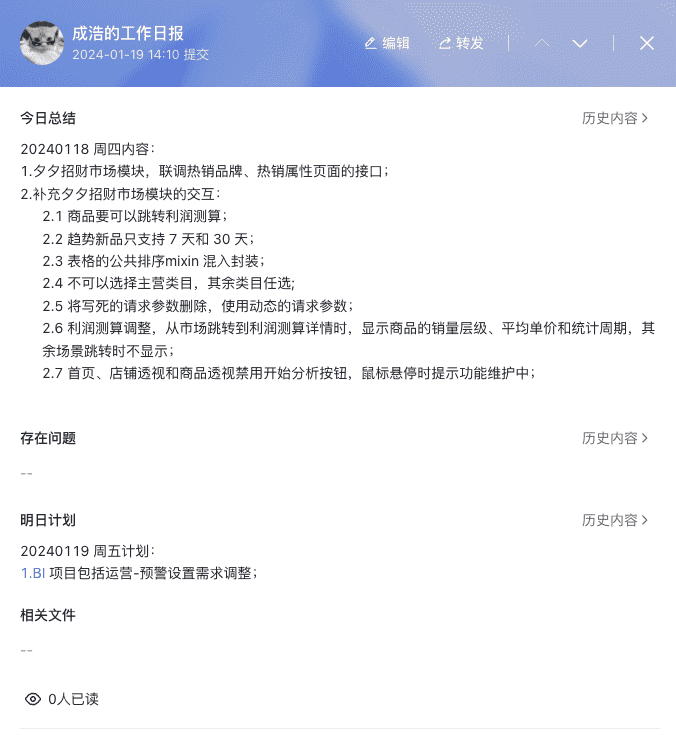 成浩的工作日报
2024-01-19 14:10 提交
编辑
转发
今日总结
历史内容
20240118 周四内容：
1.夕夕招财市场模块，联调热销品牌、热销属性页面的接口；
2.补充夕夕招财市场模块的交互：
2.1 商品要可以跳转利润测算；
2.2 趋势新品只支持 7 天和 30 天；
2.3 表格的公共排序mixin 混入封装；
2.4 不可以选择主营类目，其余类目任选;
2.5 将写死的请求参数删除，使用动态的请求参数；
2.6 利润测算调整，从市场跳转到利润测算详情时，显示商品的销量层级、平均单价和统计周期，其
余场景跳转时不显示；
2.7 首页、店铺透视和商品透视禁用开始分析按钮，鼠标悬停时提示功能维护中；
存在问题
历史内容
--
明日计划
历史内容
20240119 周五计划：
1.BI 项目包括运营-预警设置需求调整；
相关文件
--
0人已读